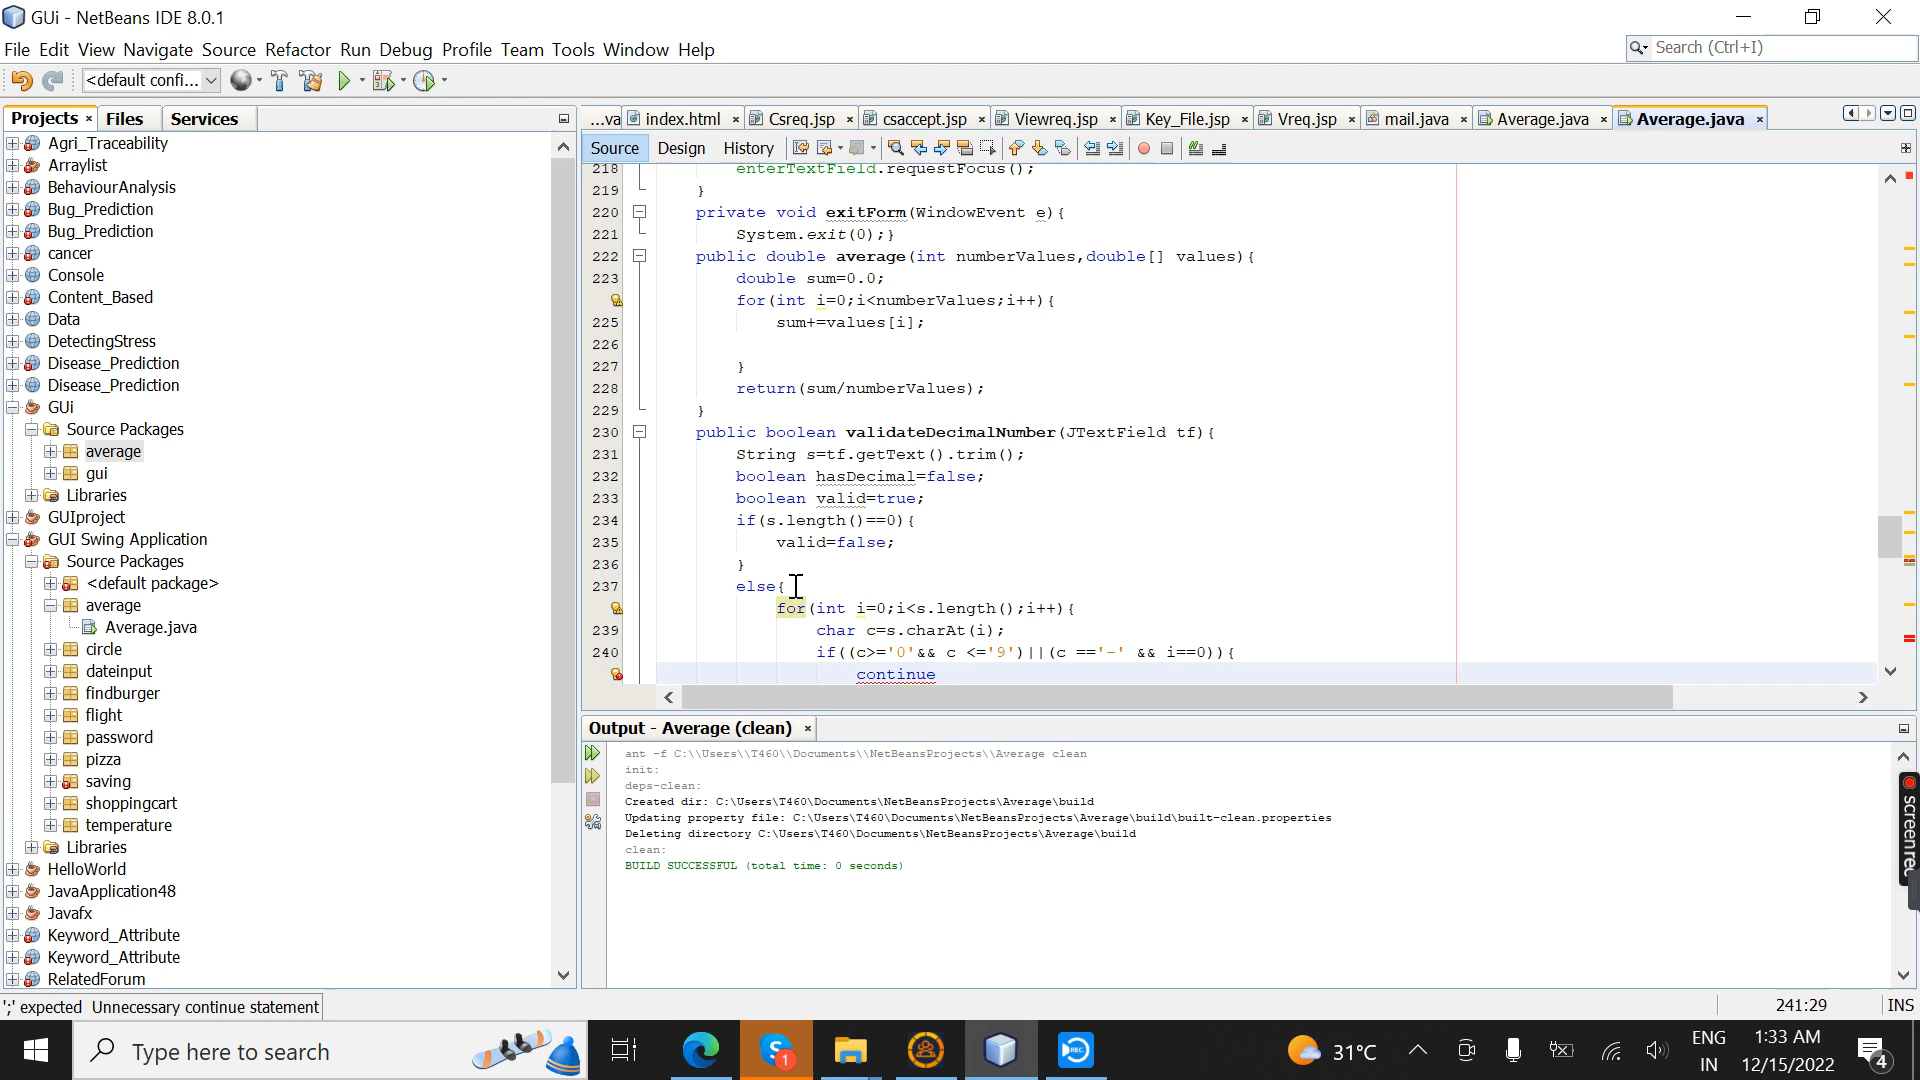 GUi - NetBeans IDE 8.0.1
File Edit View Navigate Source Refactor Run Debug Profile Team Tools Window Help
Search (Ctrl+I)
<default confi...
Projects
Files
Services
...va
index.html
Csreq.jsp
csaccept.jsp
Viewreq.jsp
Key_File.jsp
Vreq.jsp
mail.java
Average.java
Average.java
Source
Design
History
Agri_Traceability
Arraylist
BehaviourAnalysis
Bug_Prediction
Bug_Prediction
cancer
Console
Content_Based
Data
DetectingStress
Disease_Prediction
Disease_Prediction
GUi
Source Packages
average
gui
Libraries
GUIproject
GUI Swing Application
Source Packages
<default package>
average
Average.java
circle
dateinput
findburger
flight
password
pizza
saving
shoppingcart
temperature
Libraries
HelloWorld
JavaApplication48
Javafx
Keyword_Attribute
Keyword_Attribute
RelatedForum
218 enterTextField.requestFocus();
219 }
220 private void exitForm(WindowEvent e){
221 System.exit(0);}
222 public double average(int numberValues,double[] values){
223 double sum=0.0;
for(int i=0;i<numberValues;i++){
225 sum+=values[i];
226
227 }
228 return(sum/numberValues);
229 }
230 public boolean validateDecimalNumber(JTextField tf){
231 String s=tf.getText().trim();
232 boolean hasDecimal=false;
233 boolean valid=true;
234 if(s.length()==0){
235 valid=false;
236 }
237 else{
for(int i=0;i<s.length();i++){
239 char c=s.charAt(i);
240 if((c>='0'&& c <='9')||(c =='-' && i==0)){
continue
Output - Average (clean)
ant -f C:\\Users\\T460\\Documents\\NetBeansProjects\\Average clean
init:
deps-clean:
Created dir: C:\Users\T460\Documents\NetBeansProjects\Average\build
Updating property file: C:\Users\T460\Documents\NetBeansProjects\Average\build\built-clean.properties
Deleting directory C:\Users\T460\Documents\NetBeansProjects\Average\build
clean:
BUILD SUCCESSFUL (total time: 0 seconds)
screenrec
';' expected Unnecessary continue statement
241:29
INS
Type here to search
1
REC
31°C
ENG
IN
1:33 AM
12/15/2022
4